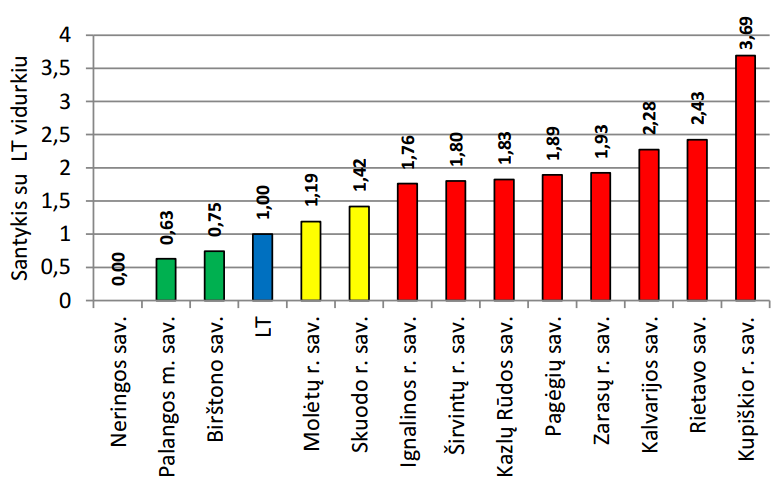 Santykis su LT vidurkiu
4
3,5
3
2,5
2
1,5
1
0,5
0
0,00
0,63
0,75
1,00
1,19
1,42
1,76
1,80
1,83
1,89
1,93
2,28
2,43
3,69
Neringos sav.
Palangos m. sav.
Birštono sav.
LT
Molėtų r. sav.
Skuodo r. sav.
Ignalinos r. sav.
Širvintų r. sav.
Kazlų Rūdos sav.
Pagėgių sav.
Zarasų r. sav.
Kalvarijos sav.
Rietavo sav.
Kupiškio r. sav.